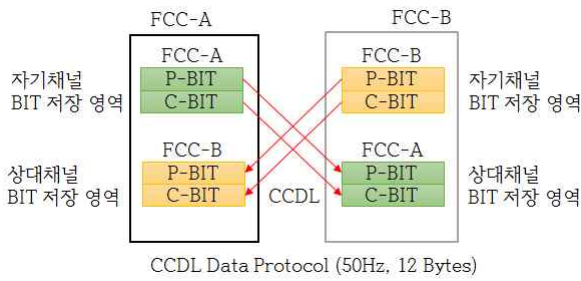 FCC-A
FCC-B
FCC-A
FCC-B
자기채널
BIT 저장 영역
P-BIT
C-BIT
P-BIT
C-BIT
자기채널
BIT 저장 영역
FCC-B
FCC-A
상대채널
BIT 저장 영역
P-BIT
C-BIT
CCDL
P-BIT
C-BIT
상대채널
BIT 저장 영역
CCDL Data Protocol (50Hz, 12 Bytes)